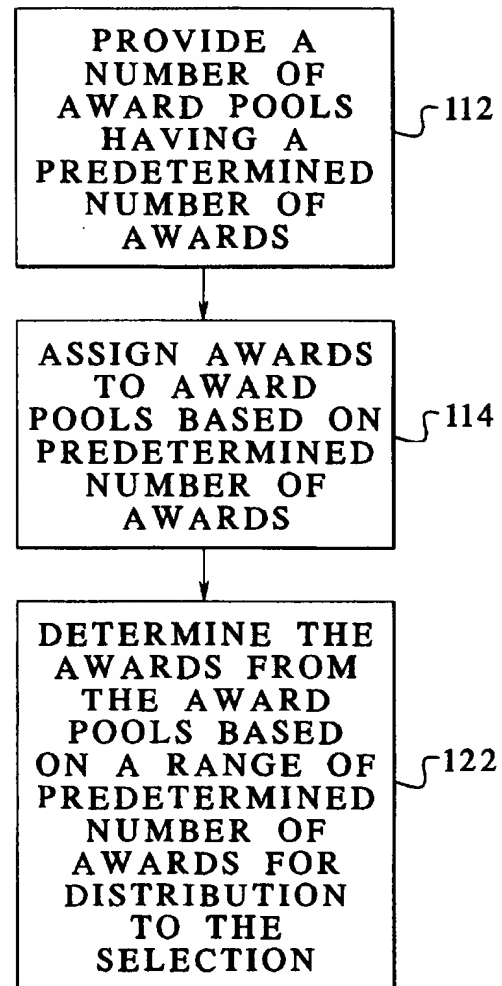 PROVIDE A
NUMBER OF
AWARD POOLS
HAVING A
PREDETERMINED
NUMBER OF
AWARDS
112
ASSIGN AWARDS
TO AWARD
POOLS BASED ON
PREDETERMINED
NUMBER OF
AWARDS
114
DETERMINE THE
AWARDS FROM
THE AWARD
POOLS BASED
ON A RANGE OF
PREDETERMINED
NUMBER OF
AWARDS FOR
DISTRIBUTION
TO THE
SELECTION
122